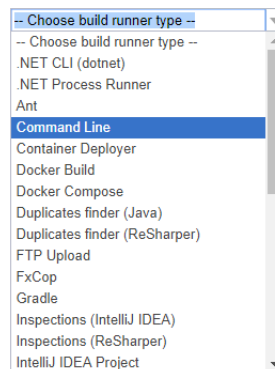 -- Choose build runner type --
-- Choose build runner type --
.NET CLI (dotnet)
.NET Process Runner
Ant
Command Line
Container Deployer
Docker Build
Docker Compose
Duplicates finder (Java)
Duplicates finder (ReSharper)
FTP Upload
FxCop
Gradle
Inspections (IntelliJ IDEA)
Inspections (ReSharper)
IntelliJ IDEA Project